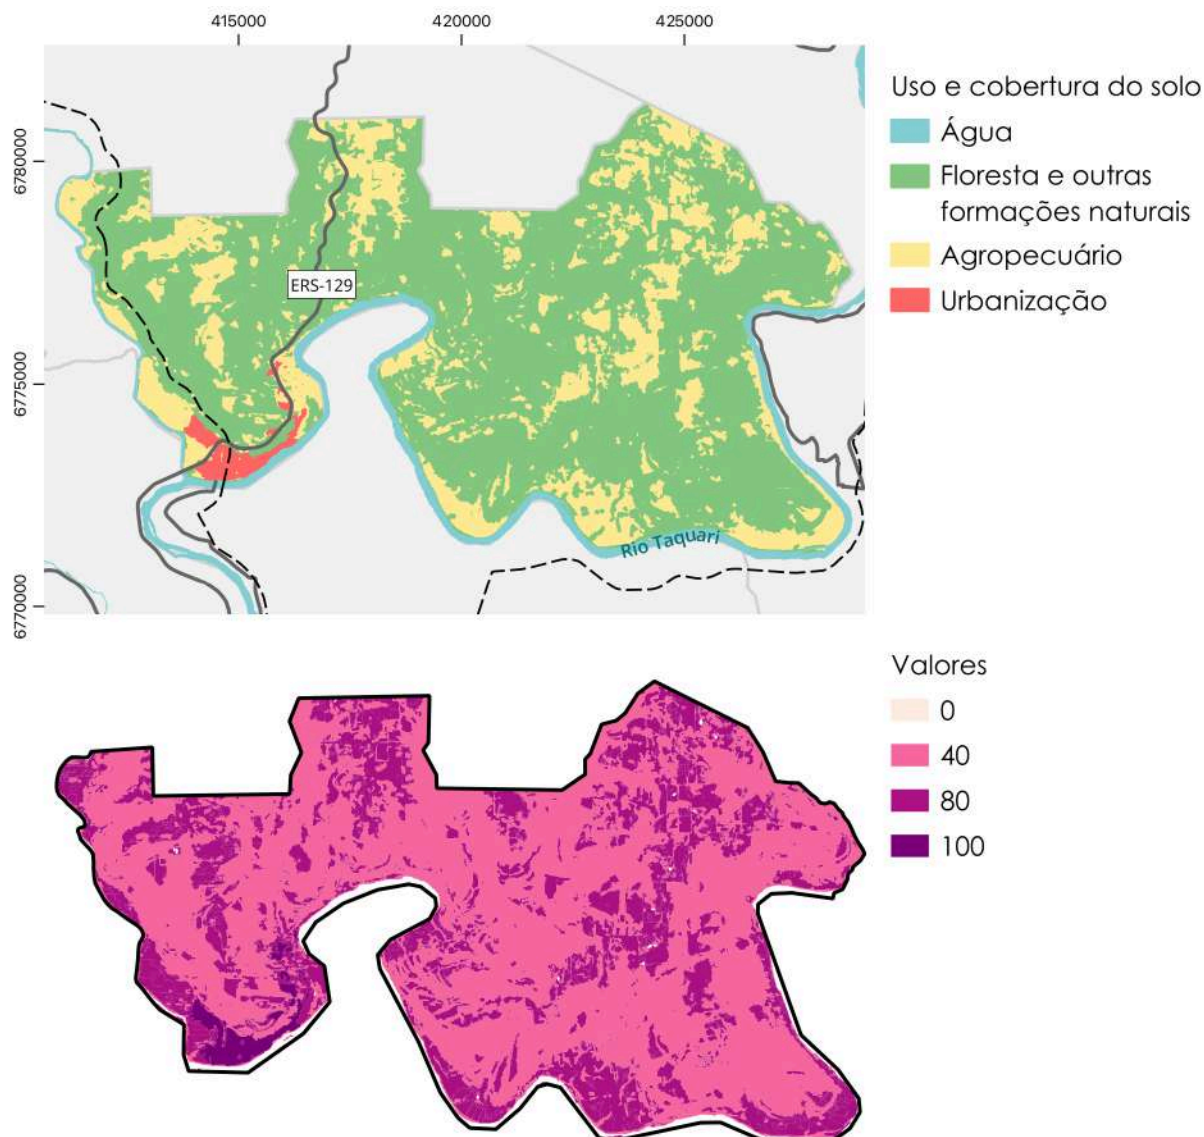 415000 420000 425000
6780000
6775000
6770000
ERS-129
Rio Taquari
Uso e cobertura do solo
Água
Floresta e outras
formações naturais
Agropecuário
Urbanização
Valores
0
40
80
100